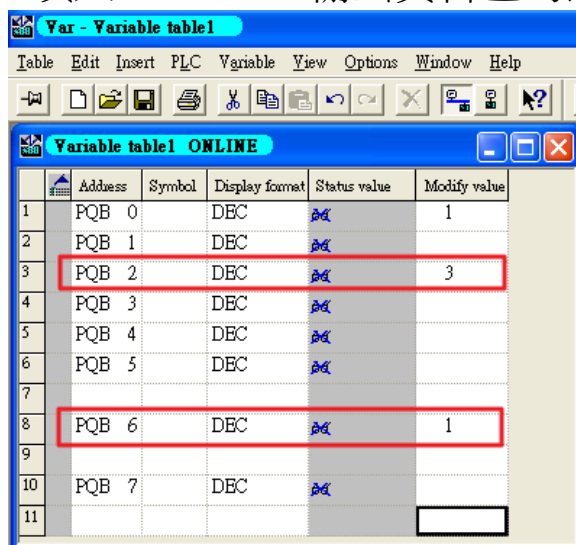 Var - Variable table1
Table Edit Insert PLC Variable View Options Window Help
Variable table1 ONLINE
Address Symbol Display format Status value Modify value
1 PQB 0 DEC 1
2 PQB 1 DEC
3 PQB 2 DEC 3
4 PQB 3 DEC
5 PQB 4 DEC
6 PQB 5 DEC
7
8 PQB 6 DEC 1
9
10 PQB 7 DEC
11